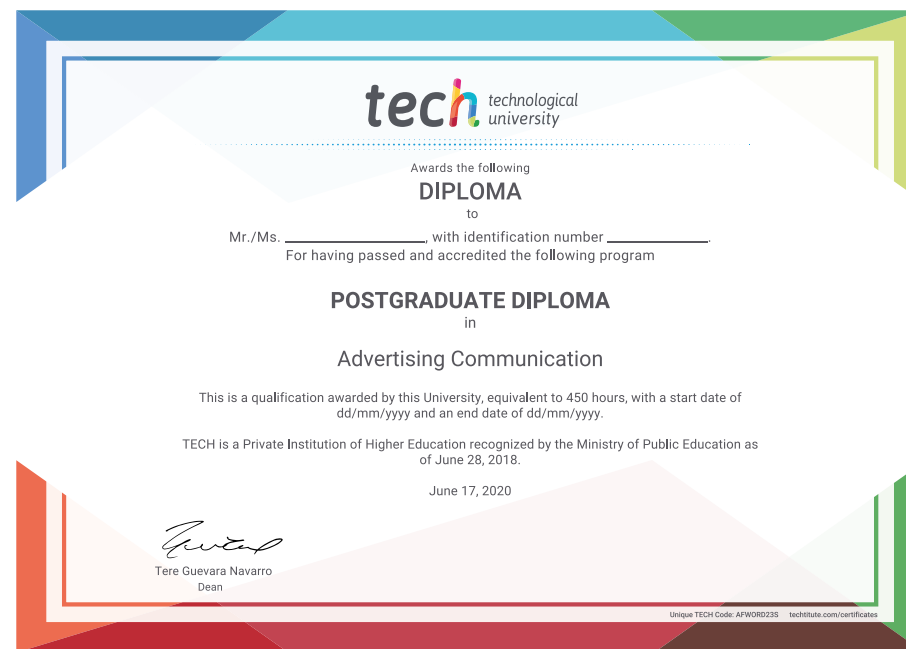 tech technological
university
Awards the following
DIPLOMA
to
Mr./Ms. ____________________, with identification number ______________.
For having passed and accredited the following program
POSTGRADUATE DIPLOMA
in
Advertising Communication
This is a qualification awarded by this University, equivalent to 450 hours, with a start date of
dd/mm/yyyy and an end date of dd/mm/yyyy.
TECH is a Private Institution of Higher Education recognized by the Ministry of Public Education as
of June 28, 2018.
June 17, 2020
Tere Guevara Navarro
Dean
Unique TECH Code: AFWORD23S techtitute.com/certificates